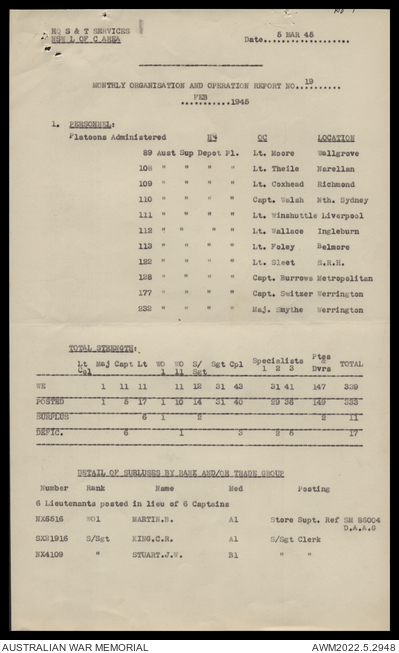 HQ S & T SERVICES
NSW L OF C AREA
Date....5 MAR 45..........
MONTHLY ORGANISATION AND OPERATION REPORT NO...19......
FEB
...........1945
1. PERSONNEL:
Platoons Administered OC LOCATION
89 Aust Sup Depot Pl. Lt. Moore Wallgrove
108 " " " " Lt. Theile Narellan
109 " " " " Lt. Coxhead Richmond
110 " " " " Capt. Walsh Nth. Sydney
111 " " " " Lt. Winshuttle Liverpool
112 " " " " Lt. Wallace Ingleburn
113 " " " " Lt. Foley Belmore
122 " " " " Lt. Sleet S.R.H.
128 " " " " Capt. Burrows Metropolitan
177 " " " " Capt. Switzer Werrington
232 " " " " Maj. Smythe Werrington
TOTAL STRENGTH:
Lt Col Maj Capt Lt WO 1 WO 11 S/Sgt Sgt Cpl Specialists 1 2 3 Ptes & Dvrs TOTAL
WE 1 11 11 11 12 31 43 31 41 147 339
POSTED 1 5 17 1 10 14 31 40 29 36 149 333
SURPLUS 6 1 2 2 11
DEFIC. 6 1 3 2 5 17
DETAIL OF SURLUSES BY RANK AND/OR TRADE GROUP
Number Rank Name Med Posting
6 Lieutenants posted in lieu of 6 Captains
NX6516 WO1 MARTIN.B. A1 Store Supt. Ref SM 86004
D.A.A.G
SX21916 S/Sgt KING.C.R. A1 S/Sgt Clerk
NX4109 " STUART.J.W. B1 " "
AUSTRALIAN WAR MEMORIAL AWM2022.5.2948